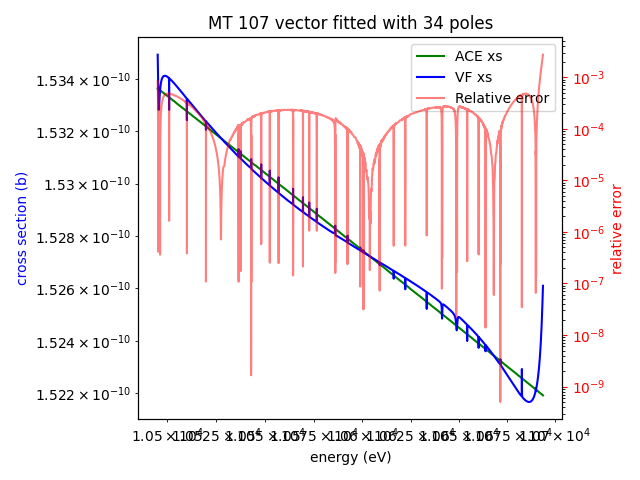 MT 107 vector fitted with 34 poles
ACE xs
VF xs
Relative error
1.534 × 10⁻¹⁰
1.532 × 10⁻¹⁰
1.53 × 10⁻¹⁰
1.528 × 10⁻¹⁰
1.526 × 10⁻¹⁰
1.524 × 10⁻¹⁰
1.522 × 10⁻¹⁰
cross section (b)
10⁻³
10⁻⁴
10⁻⁵
10⁻⁶
10⁻⁷
10⁻⁸
10⁻⁹
relative error
energy (eV)